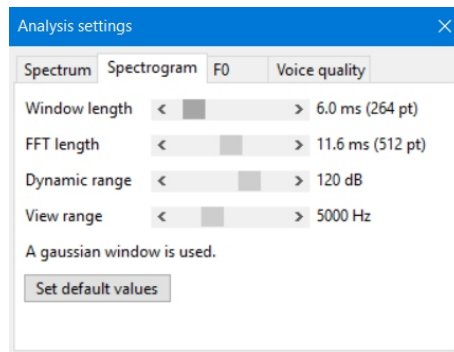 Analysis settings
Spectrum Spectrogram F0 Voice quality
Window length 6.0 ms (264 pt)
FFT length 11.6 ms (512 pt)
Dynamic range 120 dB
View range 5000 Hz
A gaussian window is used.
Set default values